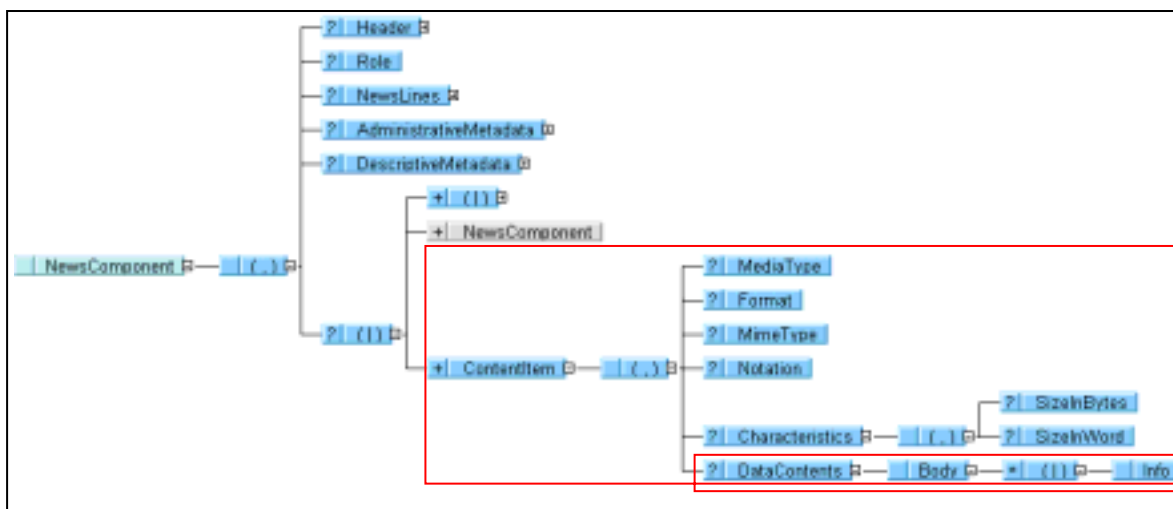 ? Header
? Role
? NewsLines
? AdministrativeMetadata
? DescriptiveMetadata
+ (|)
+ NewsComponent
NewsComponent (,)
? MediaType
? Format
? (|)
? MimeType
+ ContentItem (,)
? Notation
? SizeInBytes
? Characteristics (,)
? SizeInWord
? DataContents Body * (|) Info